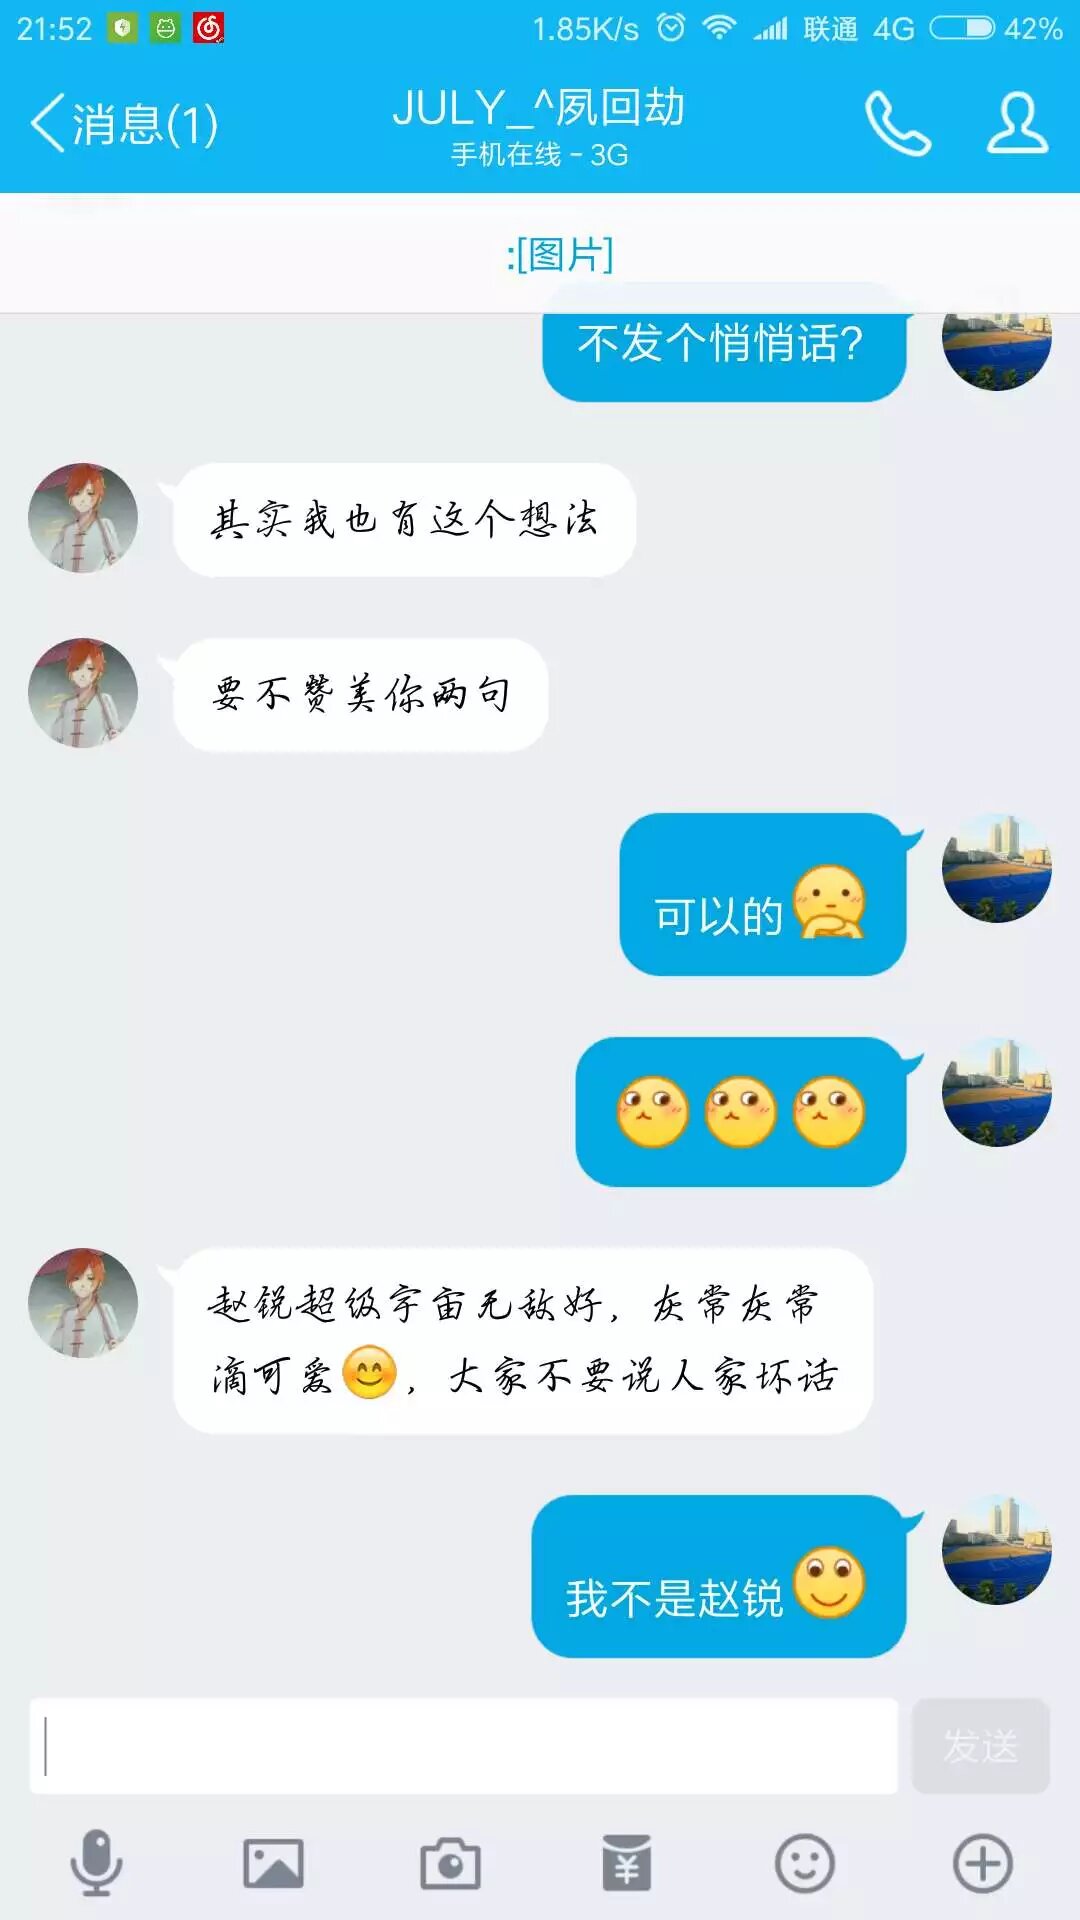 21:52
1.85K/s 联通 4G 42%
消息(1)
JULY_^夙回劫
手机在线 - 3G
:[图片]
不发个悄悄话?
其实我也有这个想法
要不赞美你两句
可以的
赵锐超级宇宙无敌好，灰常灰常
滴可爱😊，大家不要说人家坏话
我不是赵锐
发送